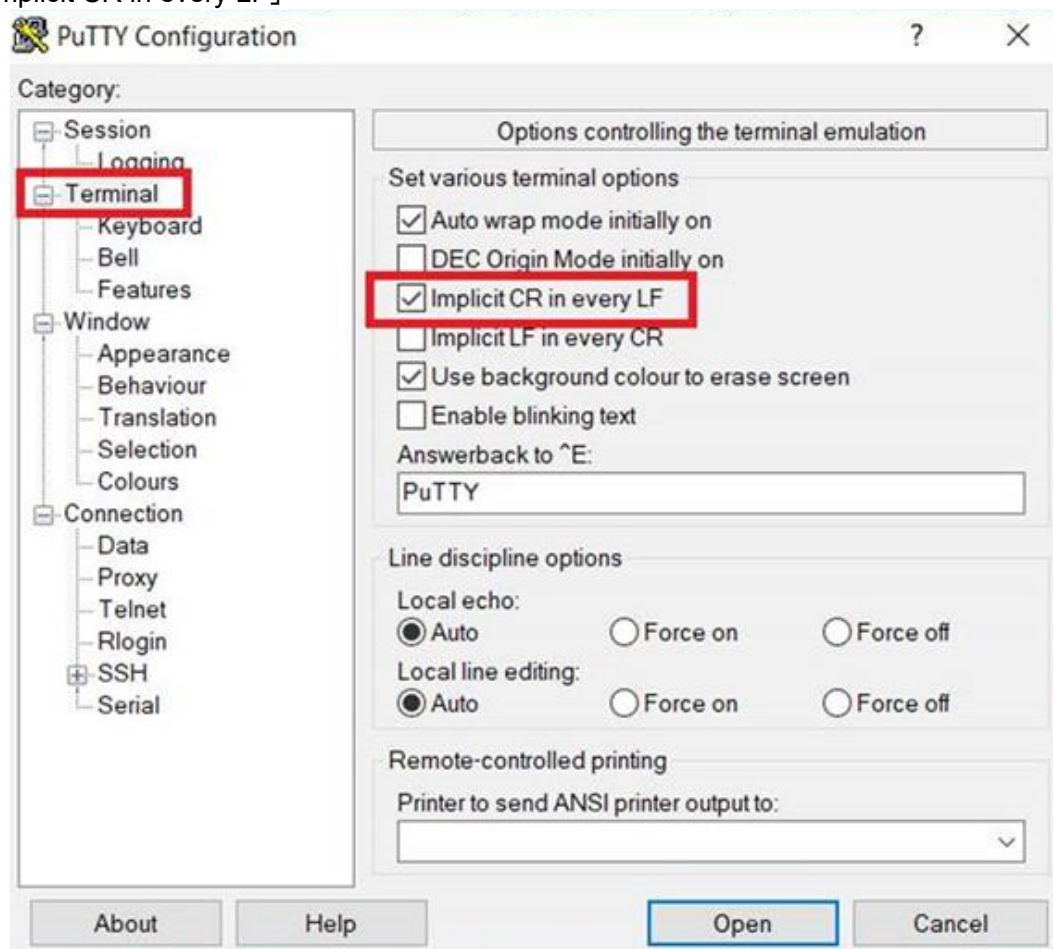 Implicit CR in every LF]
PuTTY Configuration ? ×
Category:
Session
Logging
Terminal
Keyboard
Bell
Features
Window
Appearance
Behaviour
Translation
Selection
Colours
Connection
Data
Proxy
Telnet
Rlogin
SSH
Serial
Options controlling the terminal emulation
Set various terminal options
Auto wrap mode initially on
DEC Origin Mode initially on
Implicit CR in every LF
Implicit LF in every CR
Use background colour to erase screen
Enable blinking text
Answerback to ^E:
PuTTY
Line discipline options
Local echo:
Auto Force on Force off
Local line editing:
Auto Force on Force off
Remote-controlled printing
Printer to send ANSI printer output to:
About Help Open Cancel